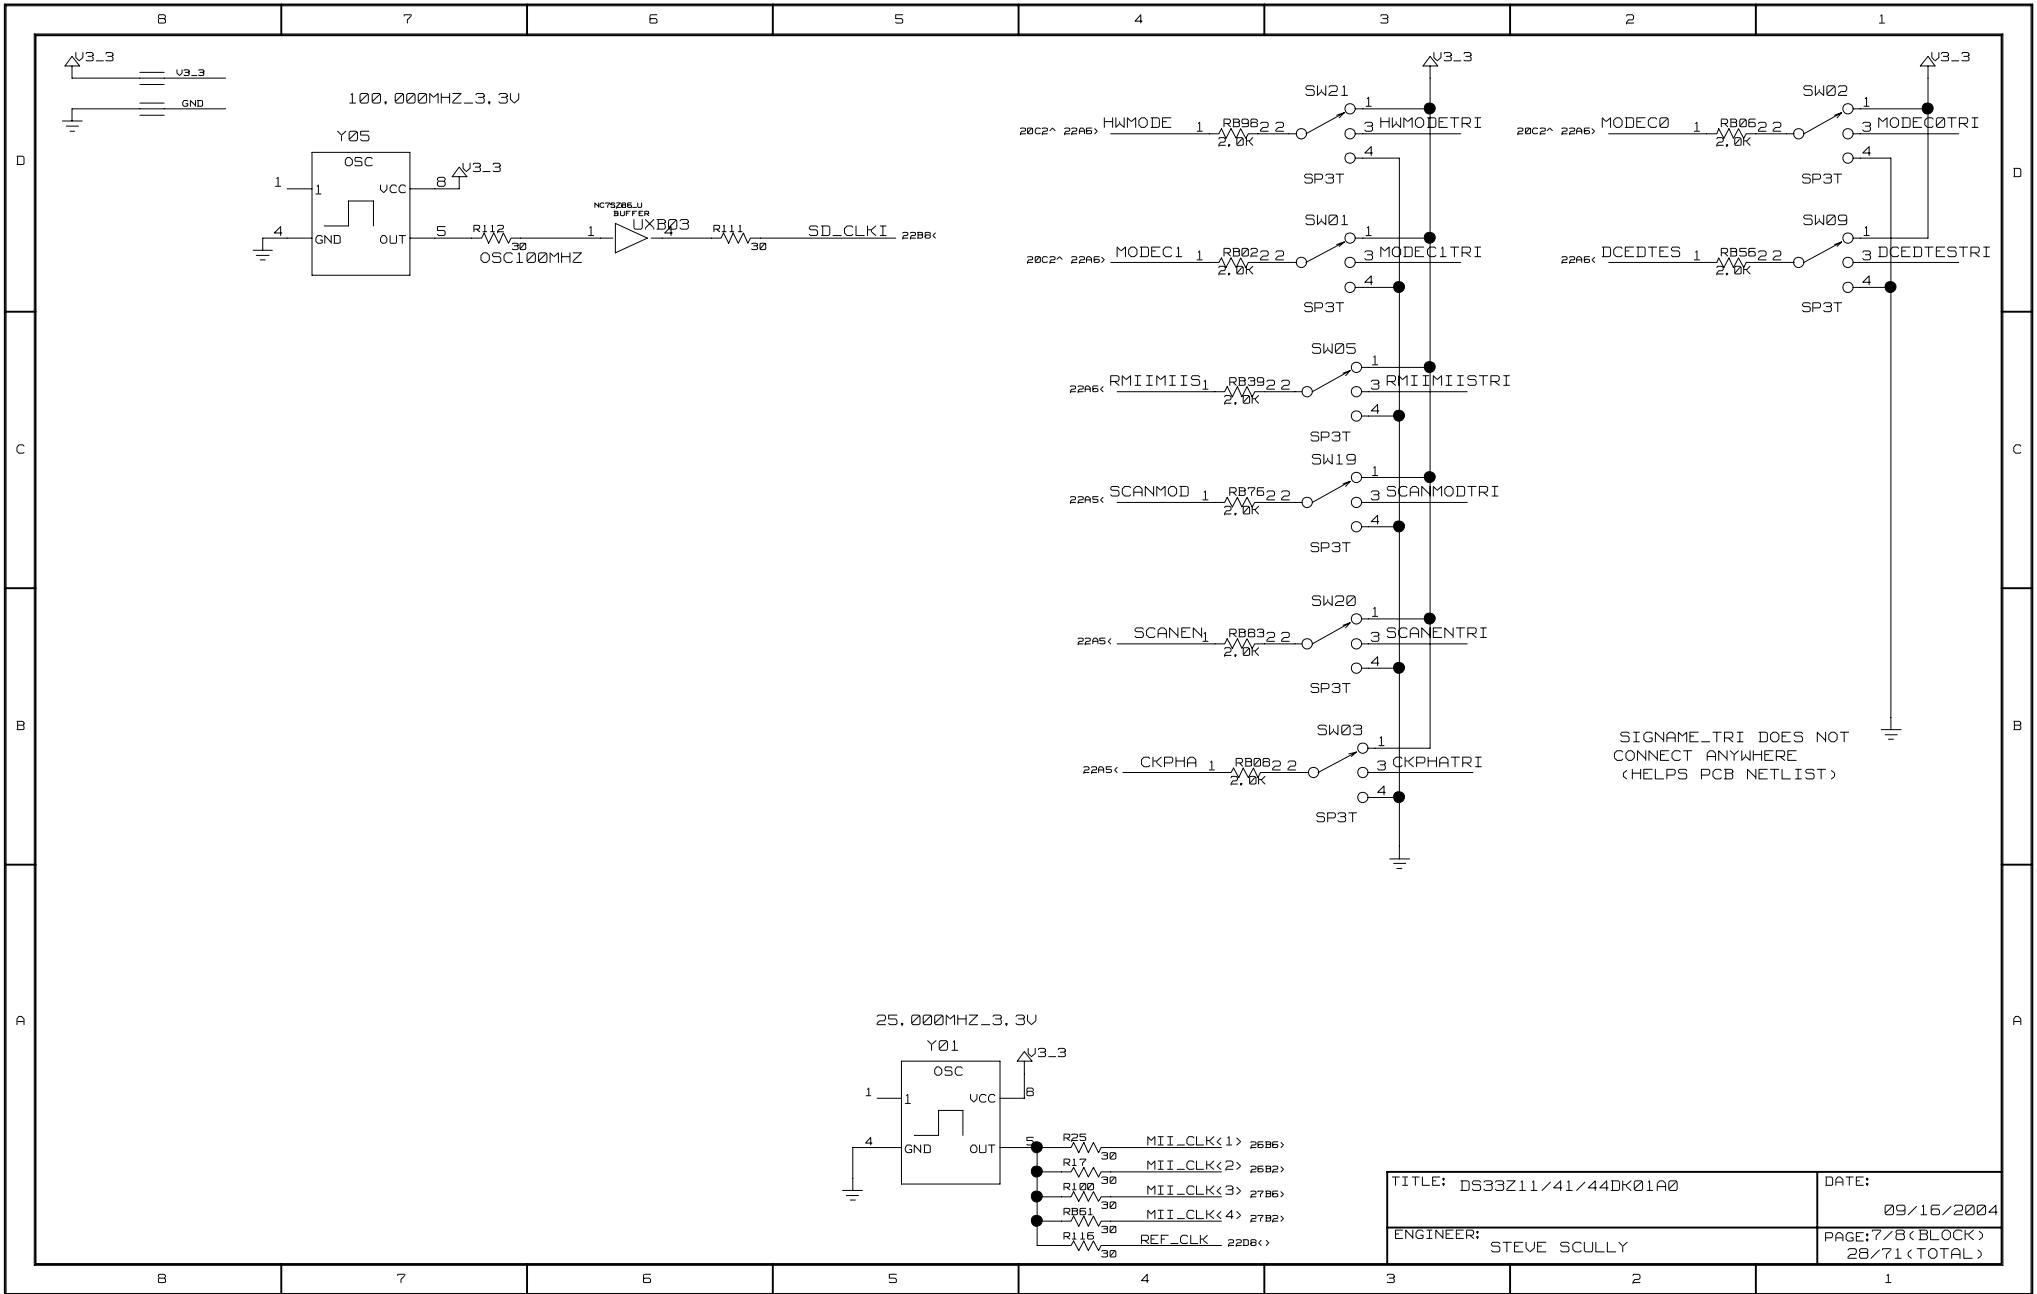 8 7 6 5 4 3 2 1
V3_3
V3_3
GND
100.000MHZ_3.3V
Y05
OSC
1 1 VCC 8 V3_3
4 GND OUT 5 R112 30
OSC100MHZ
NC7SZ86_U
BUFFER
UXB03
1 4 R111 30 SD_CLKI 22B8<
V3_3
SW21
20C2^ 22A6> HWMODE 1 RB98 2 2 1
2.0K
3 HWMODETRI
4
SP3T
SW01
20C2^ 22A6> MODEC1 1 RB02 2 2 1
2.0K
3 MODEC1TRI
4
SP3T
SW05
22A6< RMIIMIIS 1 RB39 2 2 1
2.0K
3 RMIIMIISTRI
4
SP3T
SW19
22A5< SCANMOD 1 RB76 2 2 1
2.0K
3 SCANMODTRI
4
SP3T
SW20
22A5< SCANEN 1 RB83 2 2 1
2.0K
3 SCANENTRI
4
SP3T
SW03
22A5< CKPHA 1 RB08 2 2 1
2.0K
3 CKPHATRI
4
SP3T
V3_3
SW02
20C2^ 22A6> MODEC0 1 RB06 2 2 1
2.0K
3 MODEC0TRI
4
SP3T
SW09
22A6< DCEDTES 1 RB56 2 2 1
2.0K
3 DCEDTESTRI
4
SP3T
SIGNAME_TRI DOES NOT
CONNECT ANYWHERE
(HELPS PCB NETLIST)
25.000MHZ_3.3V
Y01
OSC
V3_3
1 1 VCC 8
4 GND OUT 5
R25 30 MII_CLK<1> 26B6>
R17 30 MII_CLK<2> 26B2>
R100 30 MII_CLK<3> 27B6>
RB61 30 MII_CLK<4> 27B2>
R116 30 REF_CLK 22D8<>
D D
C C
B B
A A
TITLE: DS33Z11/41/44DK01A0
DATE: 09/16/2004
ENGINEER: STEVE SCULLY
PAGE: 7/8(BLOCK)
28/71(TOTAL)
8 7 6 5 4 3 2 1